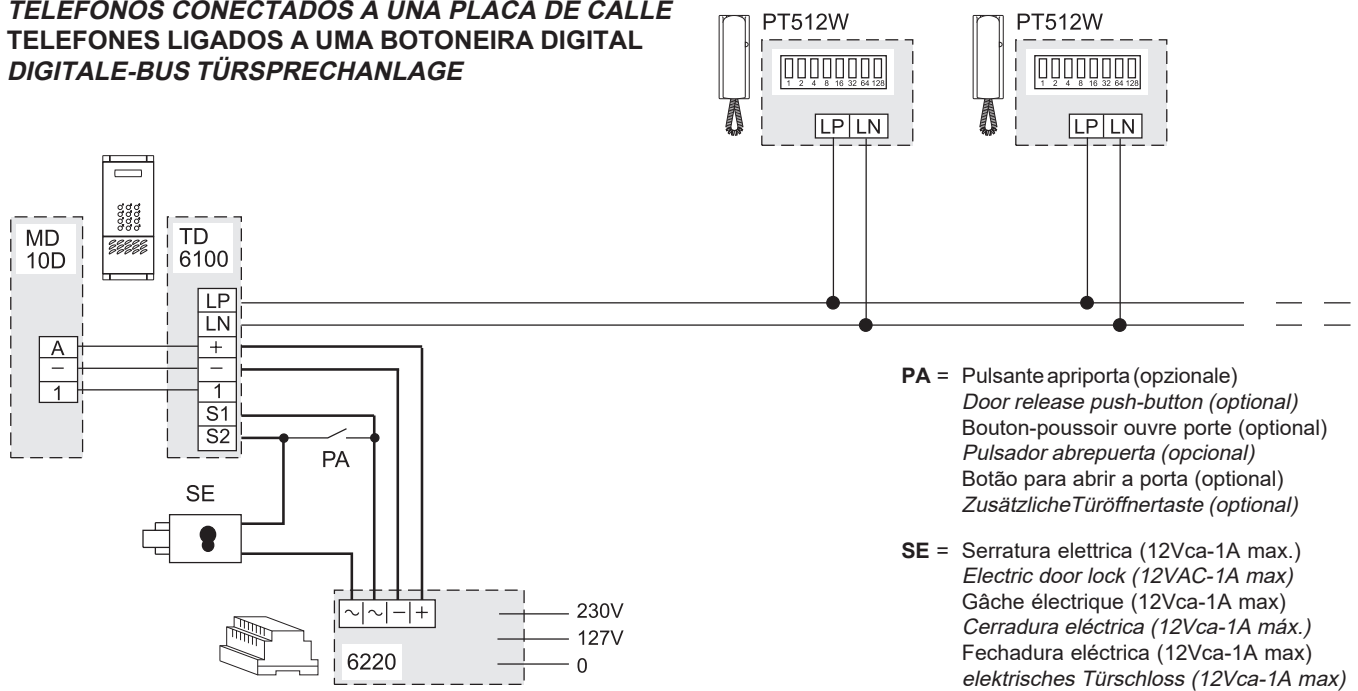 TELÉFONOS CONECTADOS A UNA PLACA DE CALLE
TELEFONES LIGADOS A UMA BOTONEIRA DIGITAL
DIGITALE-BUS TÜRSPRECHANLAGE
PT512W
1 2 4 8 16 32 64 128
LP LN
PT512W
1 2 4 8 16 32 64 128
LP LN
MD
10D
A
−
1
TD
6100
LP
LN
+
−
1
S1
S2
PA
SE
~ ~ − +
6220
230V
127V
0
PA = Pulsante apriporta (opzionale)
Door release push-button (optional)
Bouton-poussoir ouvre porte (optional)
Pulsador abrepuerta (opcional)
Botão para abrir a porta (optional)
ZusätzlicheTüröffnertaste (optional)
SE = Serratura elettrica (12Vca-1A max.)
Electric door lock (12VAC-1A max)
Gâche électrique (12Vca-1A max)
Cerradura eléctrica (12Vca-1A máx.)
Fechadura eléctrica (12Vca-1A max)
elektrisches Türschloss (12Vca-1A max)